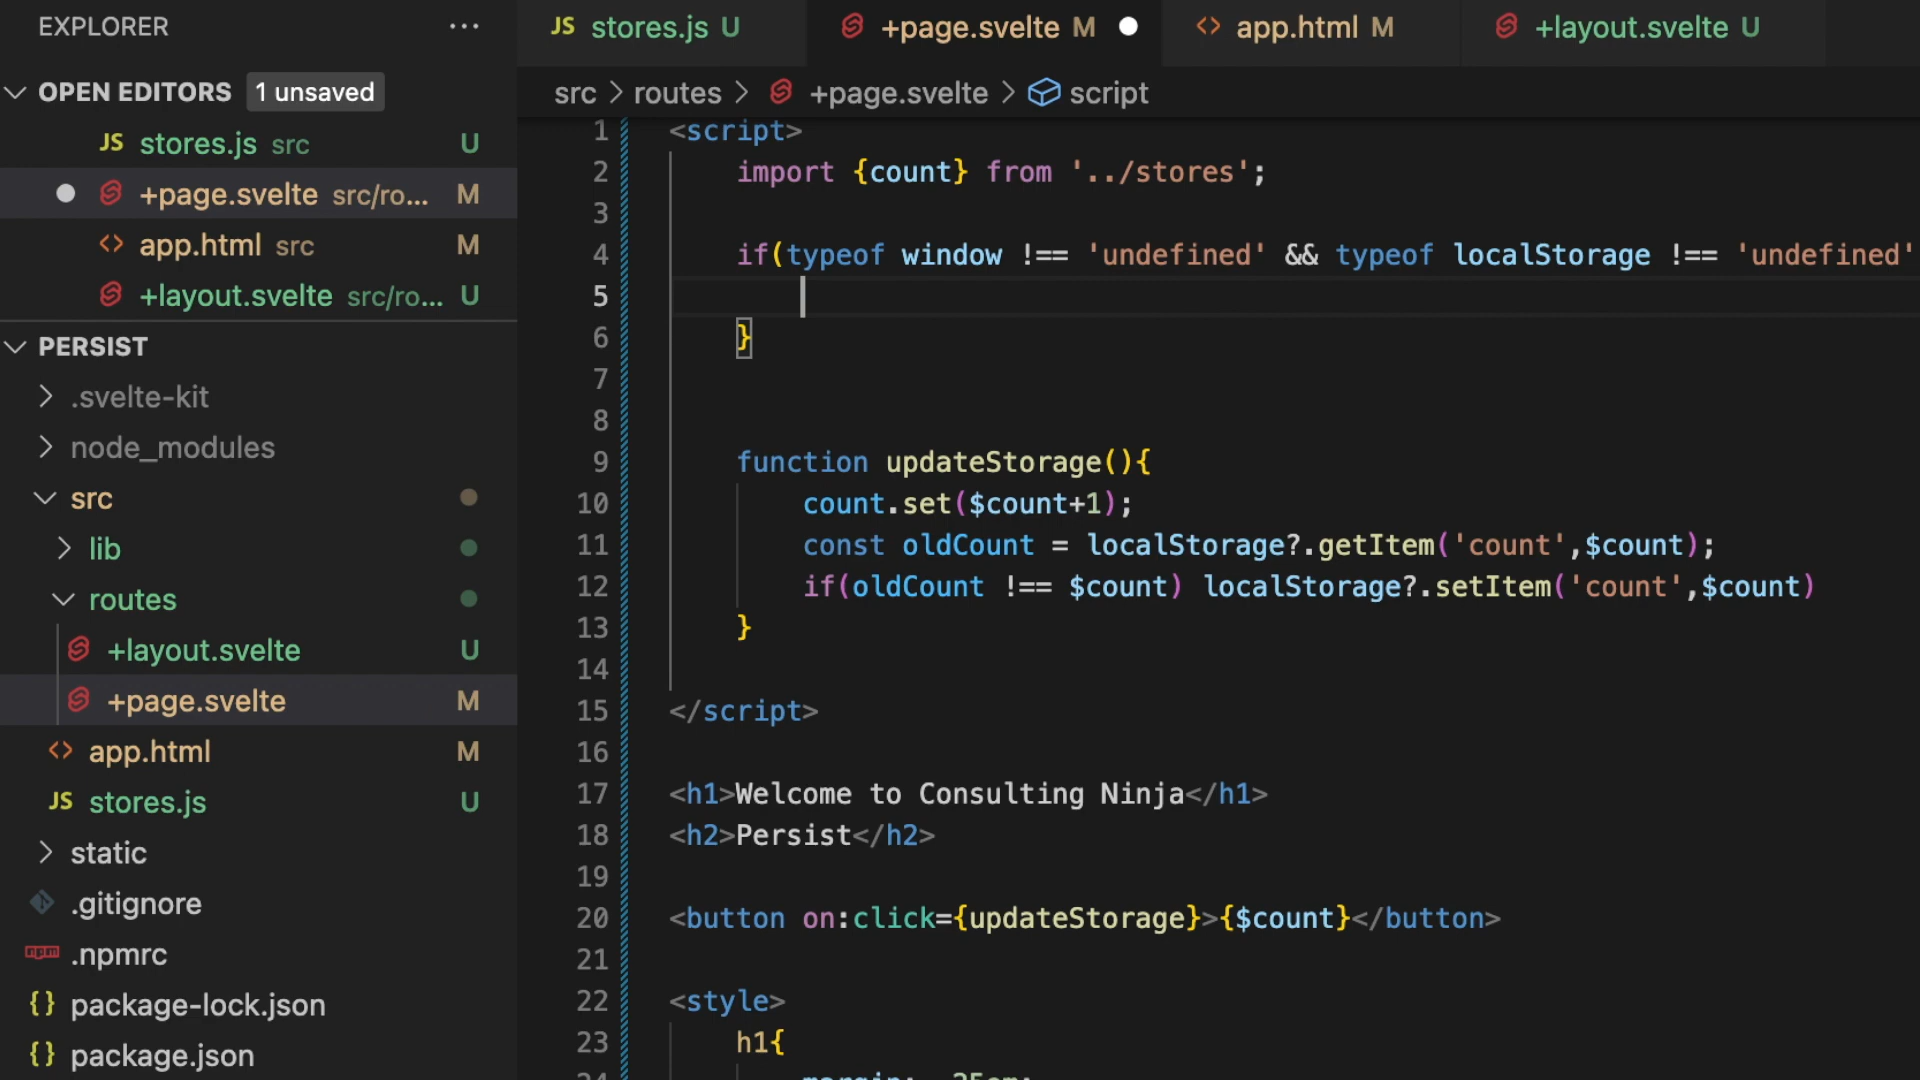 EXPLORER ···
OPEN EDITORS 1 unsaved
JS stores.js src U
+page.svelte src/ro... M
<> app.html src M
+layout.svelte src/ro... U
PERSIST
.svelte-kit
node_modules
src
lib
routes
+layout.svelte U
+page.svelte M
<> app.html M
JS stores.js U
static
.gitignore
npm .npmrc
{} package-lock.json
{} package.json
JS stores.js U
+page.svelte M
<> app.html M
+layout.svelte U
src > routes > +page.svelte > script
1 <script>
2 import {count} from '../stores';
3
4 if(typeof window !== 'undefined' && typeof localStorage !== 'undefined'
5
6 }
7
8
9 function updateStorage(){
10 count.set($count+1);
11 const oldCount = localStorage?.getItem('count',$count);
12 if(oldCount !== $count) localStorage?.setItem('count',$count)
13 }
14
15 </script>
16
17 <h1>Welcome to Consulting Ninja</h1>
18 <h2>Persist</h2>
19
20 <button on:click={updateStorage}>{$count}</button>
21
22 <style>
23 h1{